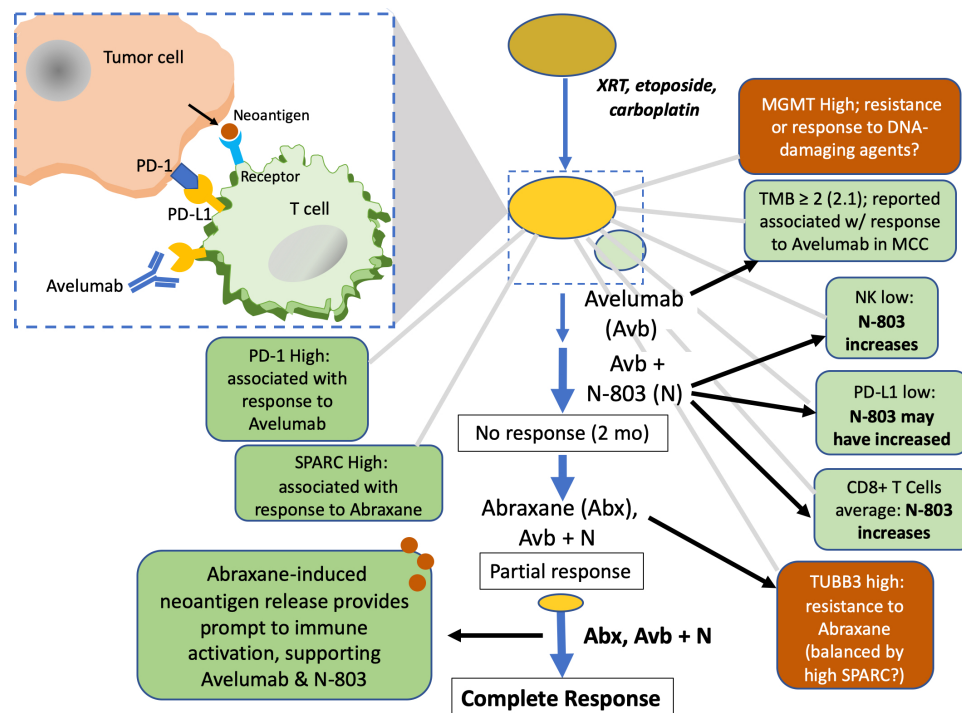 Tumor cell
Neoantigen
PD-1
Receptor
PD-L1
T cell
Avelumab
XRT, etoposide,
carboplatin
MGMT High; resistance
or response to DNA-
damaging agents?
TMB ≥ 2 (2.1); reported
associated w/ response
to Avelumab in MCC
Avelumab
(Avb)
NK low:
N-803
increases
PD-1 High:
associated with
response to
Avelumab
Avb +
N-803 (N)
PD-L1 low:
N-803 may
have increased
No response (2 mo)
SPARC High:
associated with
response to Abraxane
CD8+ T Cells
average: N-803
increases
Abraxane (Abx),
Avb + N
Partial response
TUBB3 high:
resistance to
Abraxane
(balanced by
high SPARC?)
Abraxane-induced
neoantigen release provides
prompt to immune
activation, supporting
Avelumab & N-803
Abx, Avb + N
Complete Response